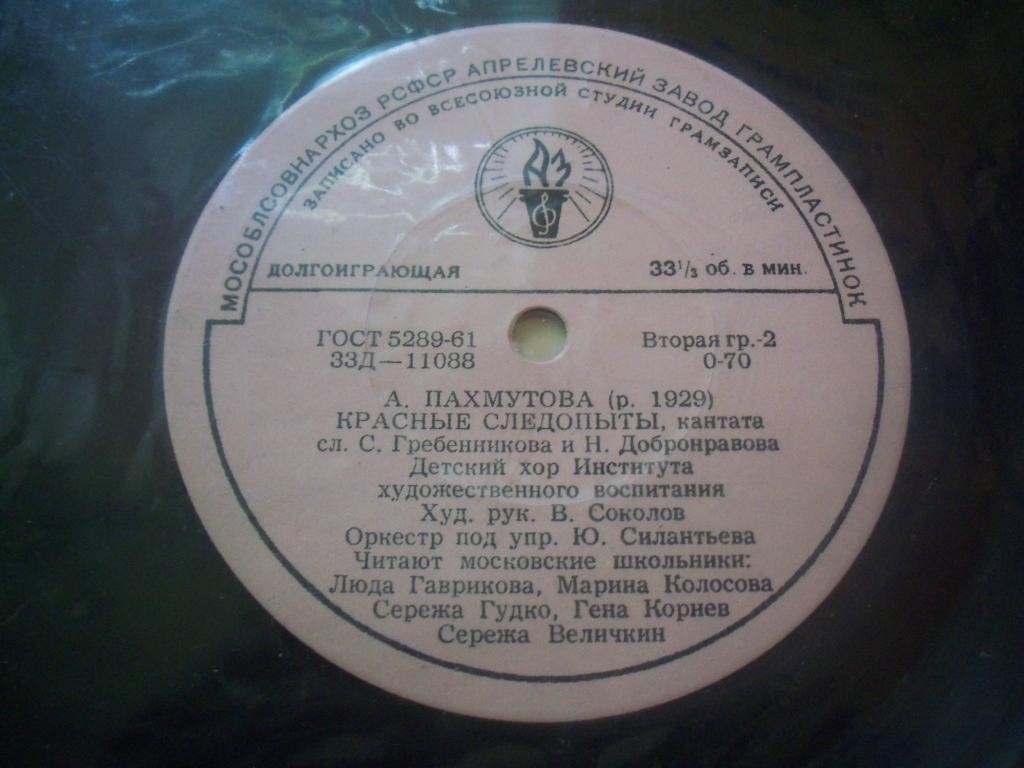 МОСОБЛСОВНАРХОЗ РСФСР АПРЕЛЕВСКИЙ ЗАВОД ГРАМПЛАСТИНОК
ЗАПИСАНО ВО ВСЕСОЮЗНОЙ СТУДИИ ГРАМЗАПИСИ
АЗ
ДОЛГОИГРАЮЩАЯ 33⅓ об. в мин.
ГОСТ 5289-61 Вторая гр.-2
33Д—11088 0-70
А. ПАХМУТОВА (р. 1929)
КРАСНЫЕ СЛЕДОПЫТЫ, кантата
сл. С. Гребенникова и Н. Добронравова
Детский хор Института
художественного воспитания
Худ. рук. В. Соколов
Оркестр под упр. Ю. Силантьева
Читают московские школьники:
Люда Гаврикова, Марина Колосова
Сережа Гудко, Гена Корнев
Сережа Величкин